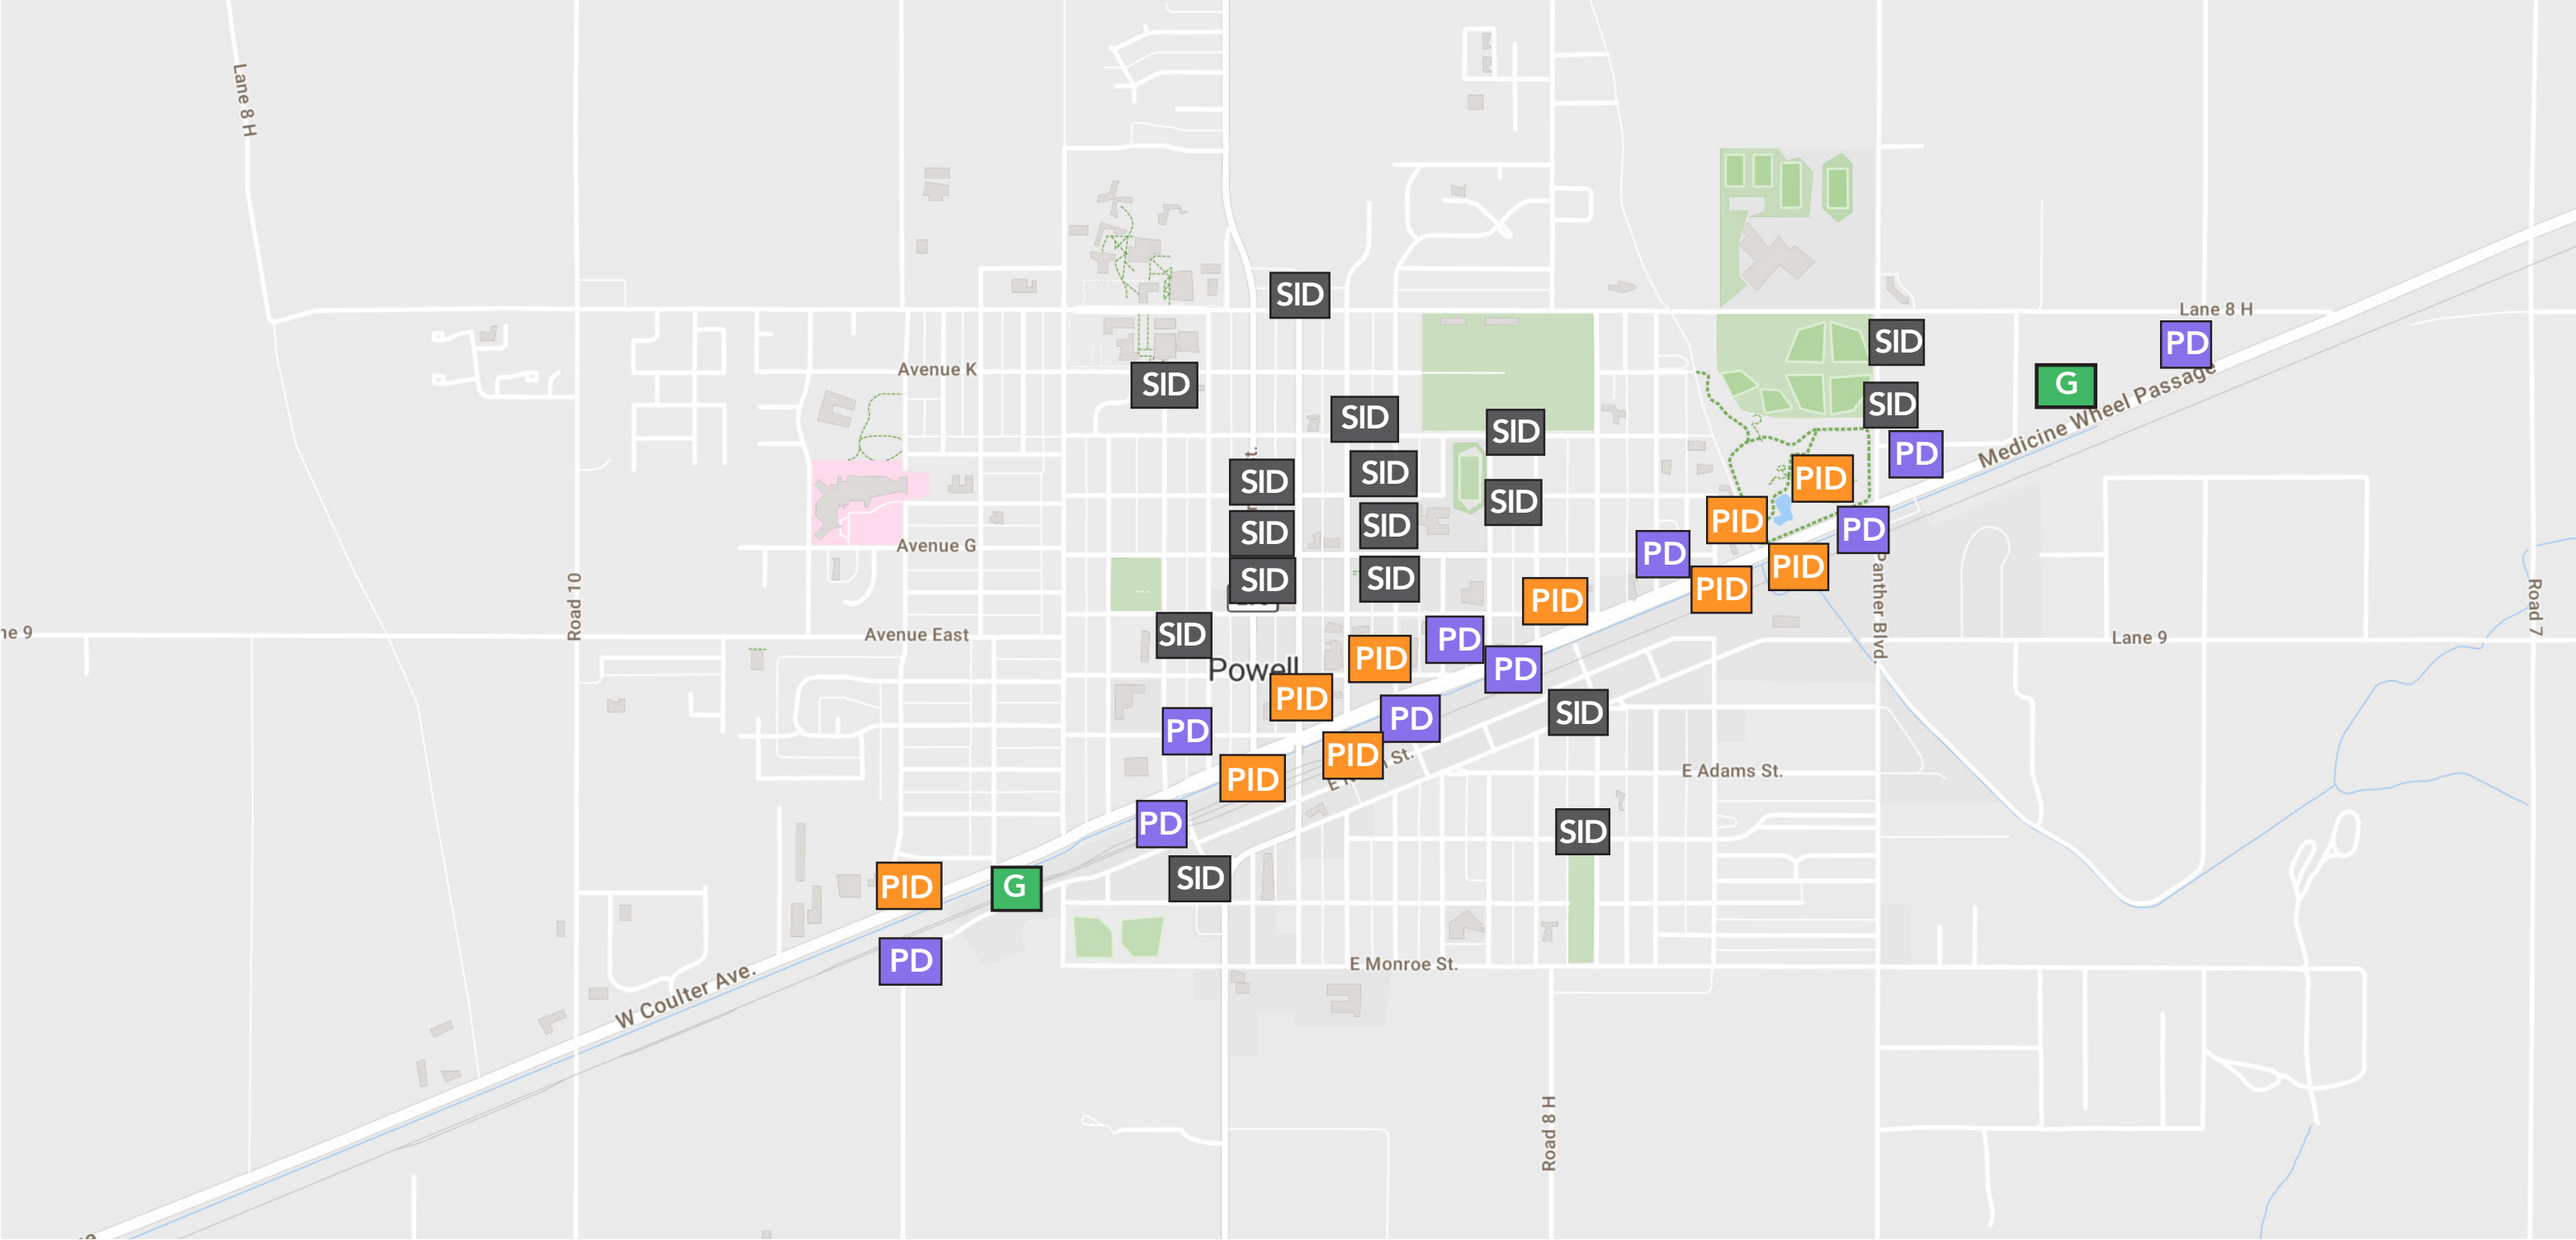 Lane 8 H
SID
Lane 8 H
SID
PD
Avenue K
SID
G
SID
SID
SID
Medicine Wheel Passage
PD
SID
SID
PID
SID
PID
SID
SID
PD
Avenue G
PD
PID
SID
SID
PID
Road 10
PID
Panther Blvd.
Road 7
SID
Avenue East
PD
Lane 9
PID
Powell
PD
PID
SID
PD
PD
PID
St.
PID
E Adams St.
PD
SID
PID
G
SID
PD
E Monroe St.
W Coulter Ave.
Road 8 H